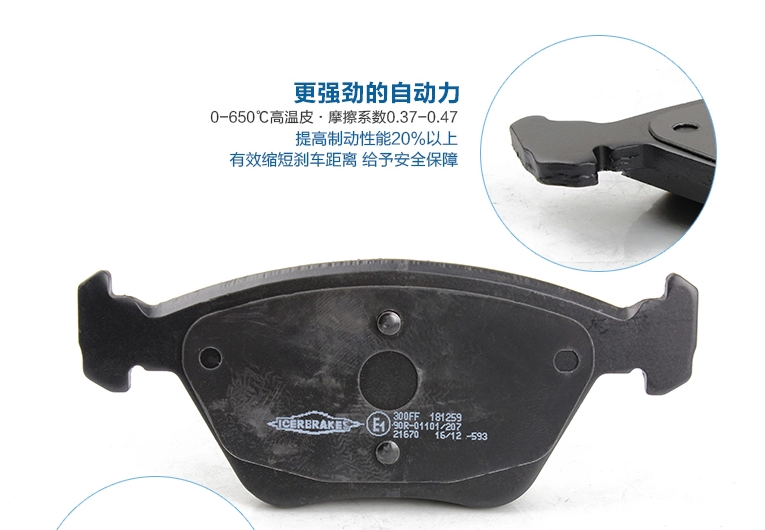 更强劲的自动力
0-650℃高温皮·摩擦系数0.37-0.47
提高制动性能20%以上
有效缩短刹车距离 给予安全保障
ICERBRAKES
E1
300FF 181259
90R-01101/207
21670 16/12 -593